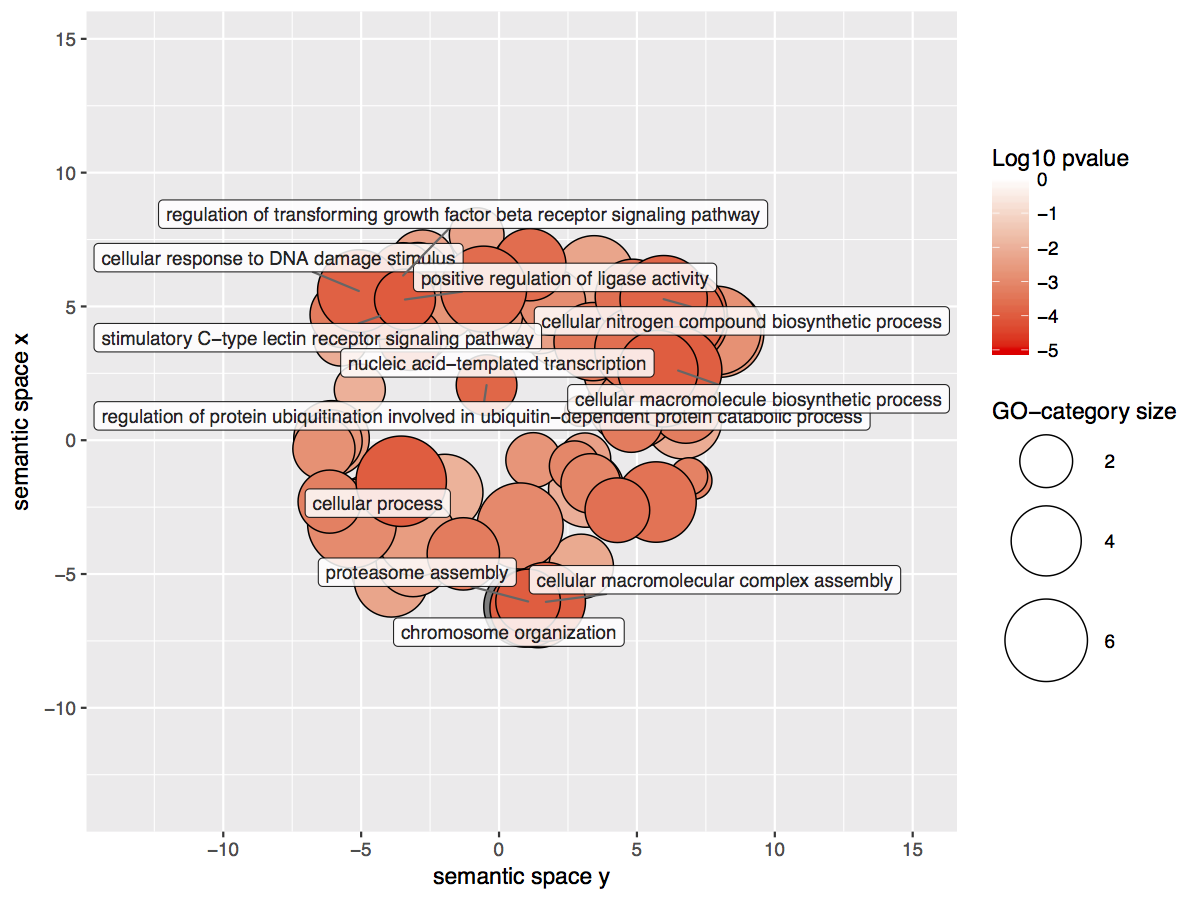 15
10
5
0
−5
−10
semantic space x
−10
−5
0
5
10
15
semantic space y
regulation of transforming growth factor beta receptor signaling pathway
cellular response to DNA damage stimulus
positive regulation of ligase activity
cellular nitrogen compound biosynthetic process
stimulatory C−type lectin receptor signaling pathway
nucleic acid−templated transcription
cellular macromolecule biosynthetic process
regulation of protein ubiquitination involved in ubiquitin−dependent protein catabolic process
cellular process
proteasome assembly
cellular macromolecular complex assembly
chromosome organization
Log10 pvalue
0
−1
−2
−3
−4
−5
GO−category size
2
4
6